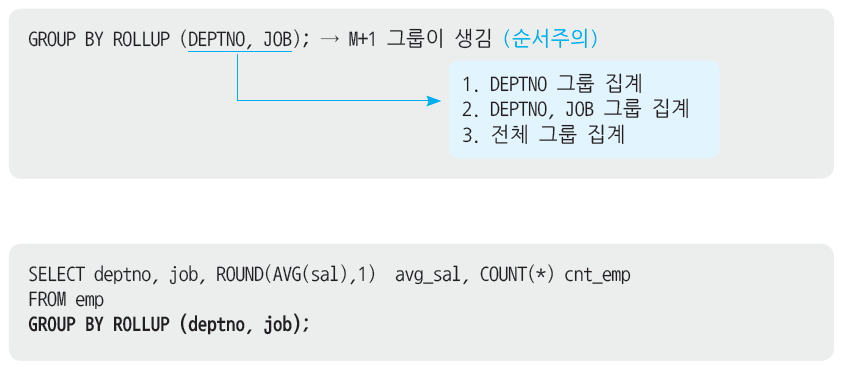 GROUP BY ROLLUP (DEPTNO, JOB); → M+1 그룹이 생김 (순서주의)
1. DEPTNO 그룹 집계
2. DEPTNO, JOB 그룹 집계
3. 전체 그룹 집계
SELECT deptno, job, ROUND(AVG(sal),1)  avg_sal, COUNT(*) cnt_emp
FROM emp
GROUP BY ROLLUP (deptno, job);